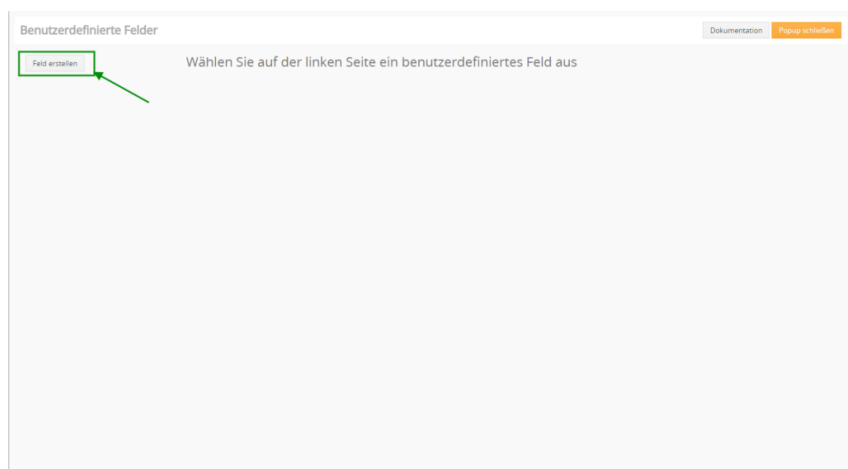 Benutzerdefinierte Felder
Dokumentation
Popup schließen
Feld erstellen
Wählen Sie auf der linken Seite ein benutzerdefiniertes Feld aus